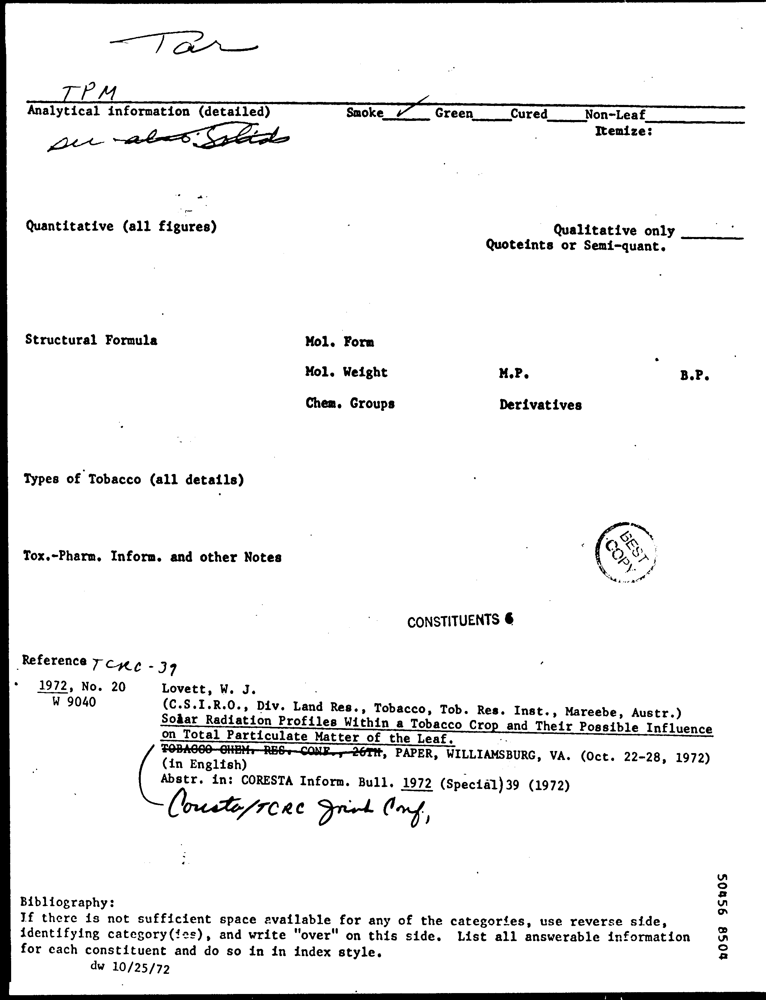 Tar
TPM
Analytical information (detailed) Smoke ✓ Green Cured Non-Leaf
Itemize:
see also: Solids
Quantitative (all figures) Qualitative only
Quoteints or Semi-quant.
Structural Formula Mol. Form
Mol. Weight M.P. B.P.
Chem. Groups Derivatives
Types of Tobacco (all details)
BEST
COPY
Tox.-Pharm. Inform. and other Notes
CONSTITUENTS 6
Reference TCRC - 37
1972, No. 20 Lovett, W. J.
W 9040 (C.S.I.R.O., Div. Land Res., Tobacco, Tob. Res. Inst., Mareebe, Austr.)
Solar Radiation Profiles Within a Tobacco Crop and Their Possible Influence
on Total Particulate Matter of the Leaf.
TOBACCO CHEM. RES. CONF., 26TH, PAPER, WILLIAMSBURG, VA. (Oct. 22-28, 1972)
(in English)
Abstr. in: CORESTA Inform. Bull. 1972 (Special)39 (1972)
Coresta/TCRC Joint Conf.,
Bibliography:
If there is not sufficient space available for any of the categories, use reverse side,
identifying category(ies), and write "over" on this side. List all answerable information
for each constituent and do so in in index style.
dw 10/25/72
50456 8504